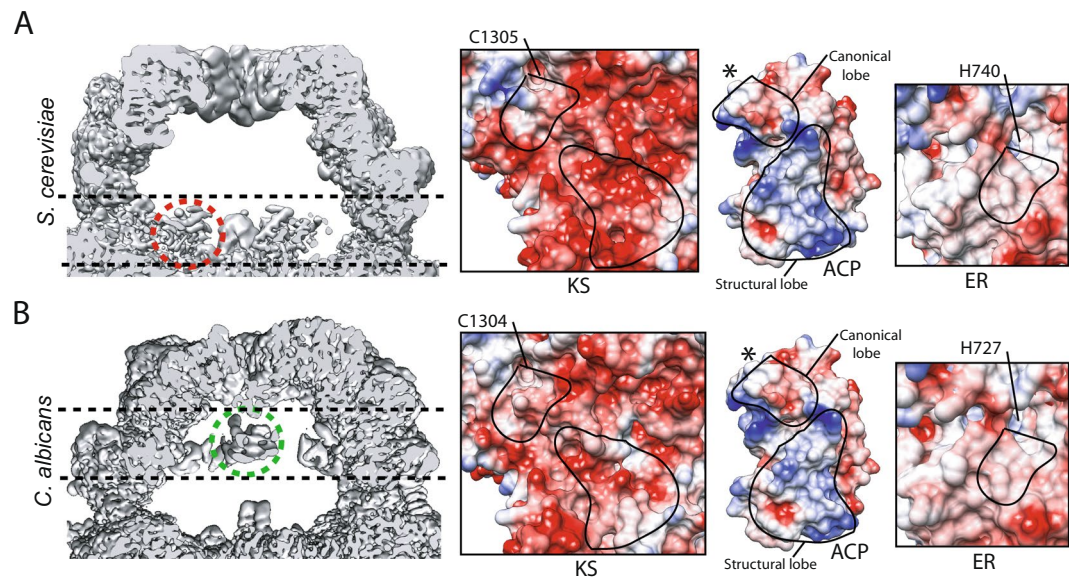 A
S. cerevisiae
C1305
KS
*
Canonical
lobe
Structural lobe
ACP
H740
ER
B
C. albicans
C1304
KS
*
Canonical
lobe
Structural lobe
ACP
H727
ER